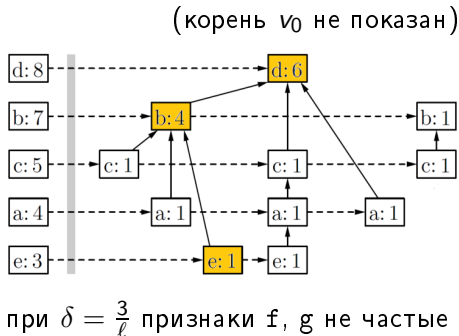 (корень v₀ не показан)
d: 8 d: 6
b: 7 b: 4 b: 1
c: 5 c: 1 c: 1 c: 1
a: 4 a: 1 a: 1 a: 1
e: 3 e: 1 e: 1
при δ = 3/ℓ признаки f, g не частые